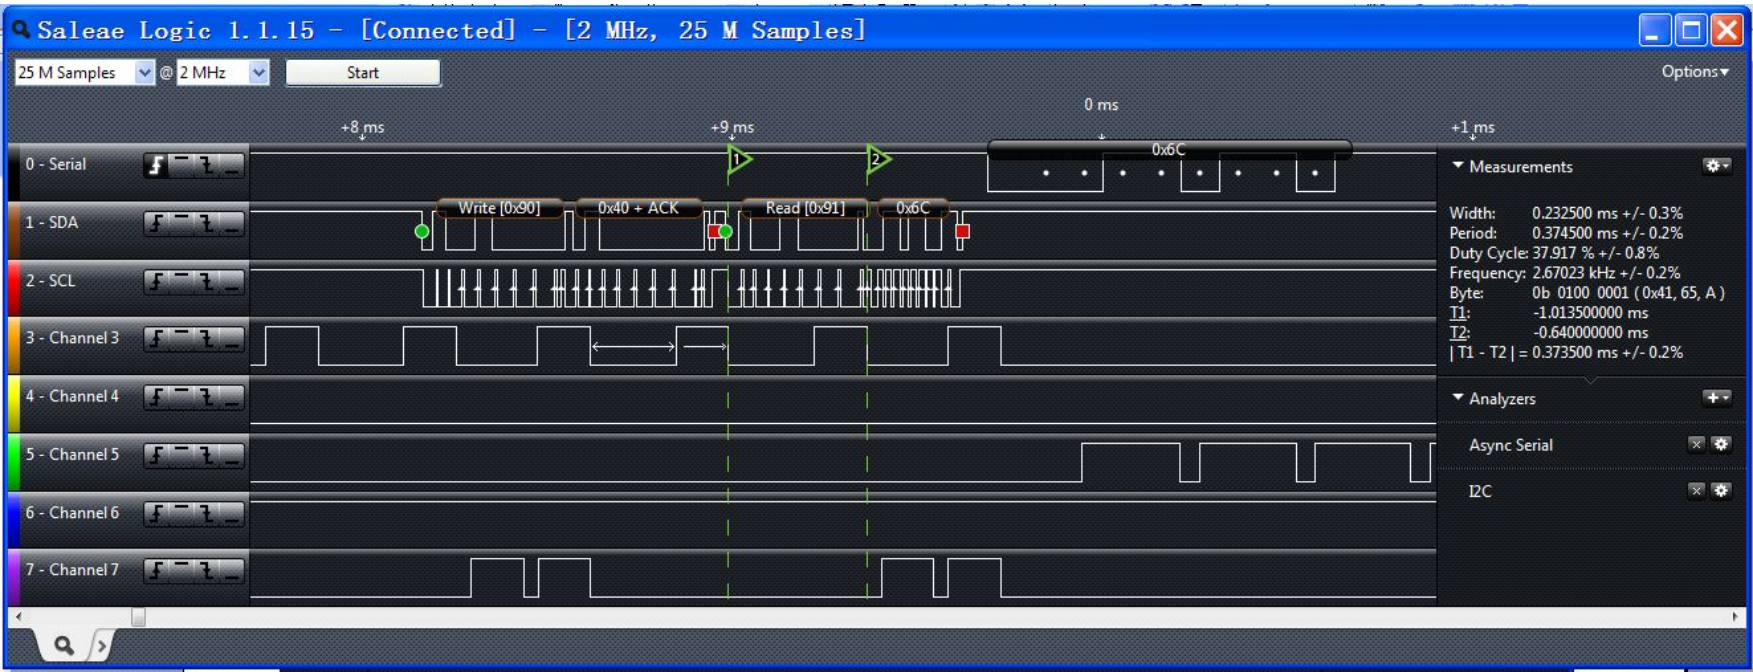 Saleae Logic 1.1.15 - [Connected] - [2 MHz, 25 M Samples]
25 M Samples @ 2 MHz Start Options
0 ms
+8 ms +9 ms +1 ms
0 - Serial
1 2
0x6C
Measurements
1 - SDA
Write [0x90] 0x40 + ACK Read [0x91] 0x6C
Width: 0.232500 ms +/- 0.3%
Period: 0.374500 ms +/- 0.2%
Duty Cycle: 37.917 % +/- 0.8%
2 - SCL
Frequency: 2.67023 kHz +/- 0.2%
Byte: 0b 0100 0001 ( 0x41, 65, A )
T1: -1.013500000 ms
T2: -0.640000000 ms
3 - Channel 3
| T1 - T2 | = 0.373500 ms +/- 0.2%
4 - Channel 4
Analyzers
5 - Channel 5
Async Serial
I2C
6 - Channel 6
7 - Channel 7